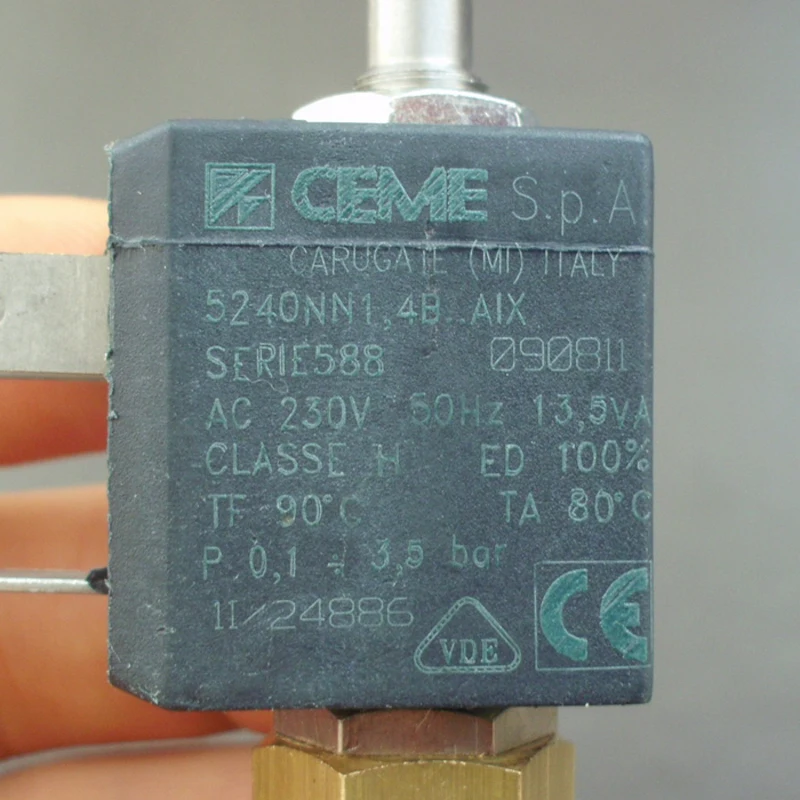 CEME S.p.A
CARUGATE (MI) ITALY
5240NN1,4B..AIX
SERIE588 090811
AC 230V 50Hz 13,5VA
CLASSE H ED 100%
TF 90°C TA 80°C
P 0,1 ÷ 3,5 bar
11/24886
VDE CE